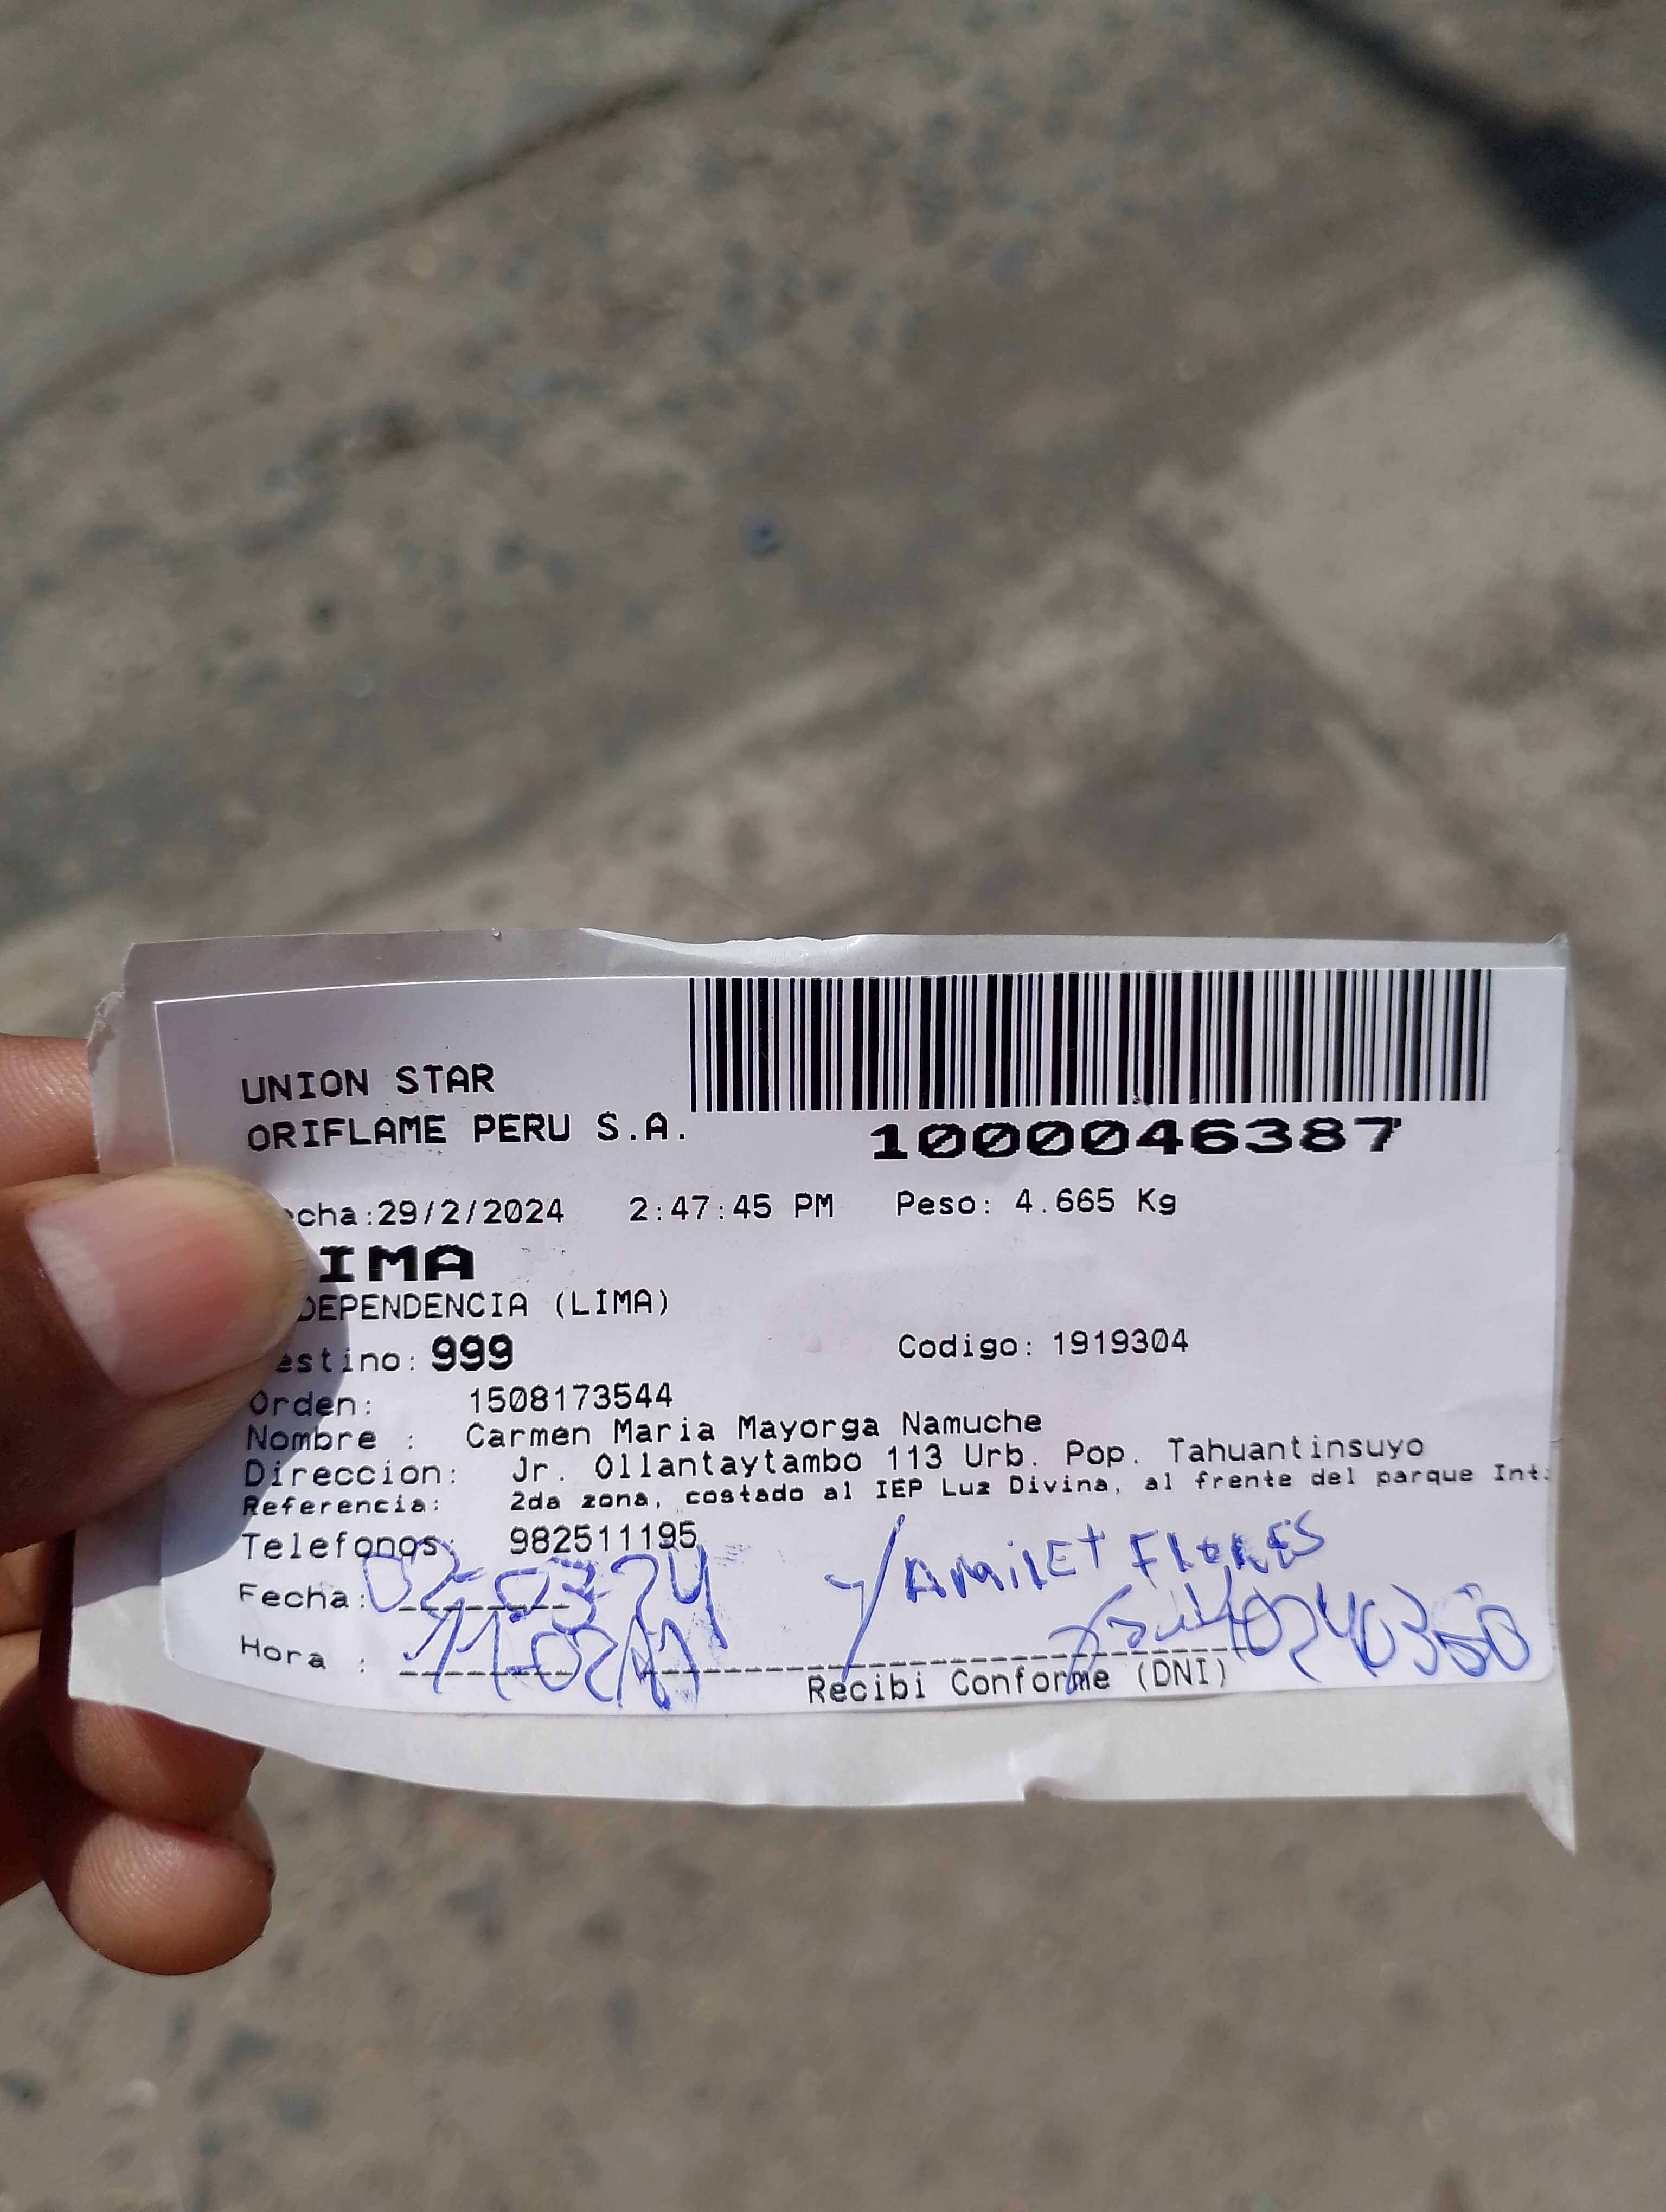 UNION STAR
ORIFLAME PERU S.A.
1000046387
cha:29/2/2024 2:47:45 PM Peso: 4.665 Kg
IMA
DEPENDENCIA (LIMA)
estino: 999 Codigo: 1919304
Orden: 1508173544
Nombre : Carmen Maria Mayorga Namuche
Direccion: Jr. Ollantaytambo 113 Urb. Pop. Tahuantinsuyo
Referencia: 2da zona, costado al IEP Luz Divina, al frente del parque Int
Telefonos: 982511195
YAMilEt FlORES
Fecha: 02-03-24
Hora : 11-02
Recibi Conforme (DNI)